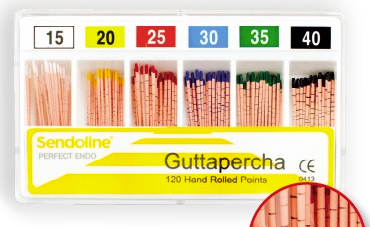 15 20 25 30 35 40
Sendoline®
PERFECT ENDO
Guttapercha CE
120 Hand Rolled Points 0413